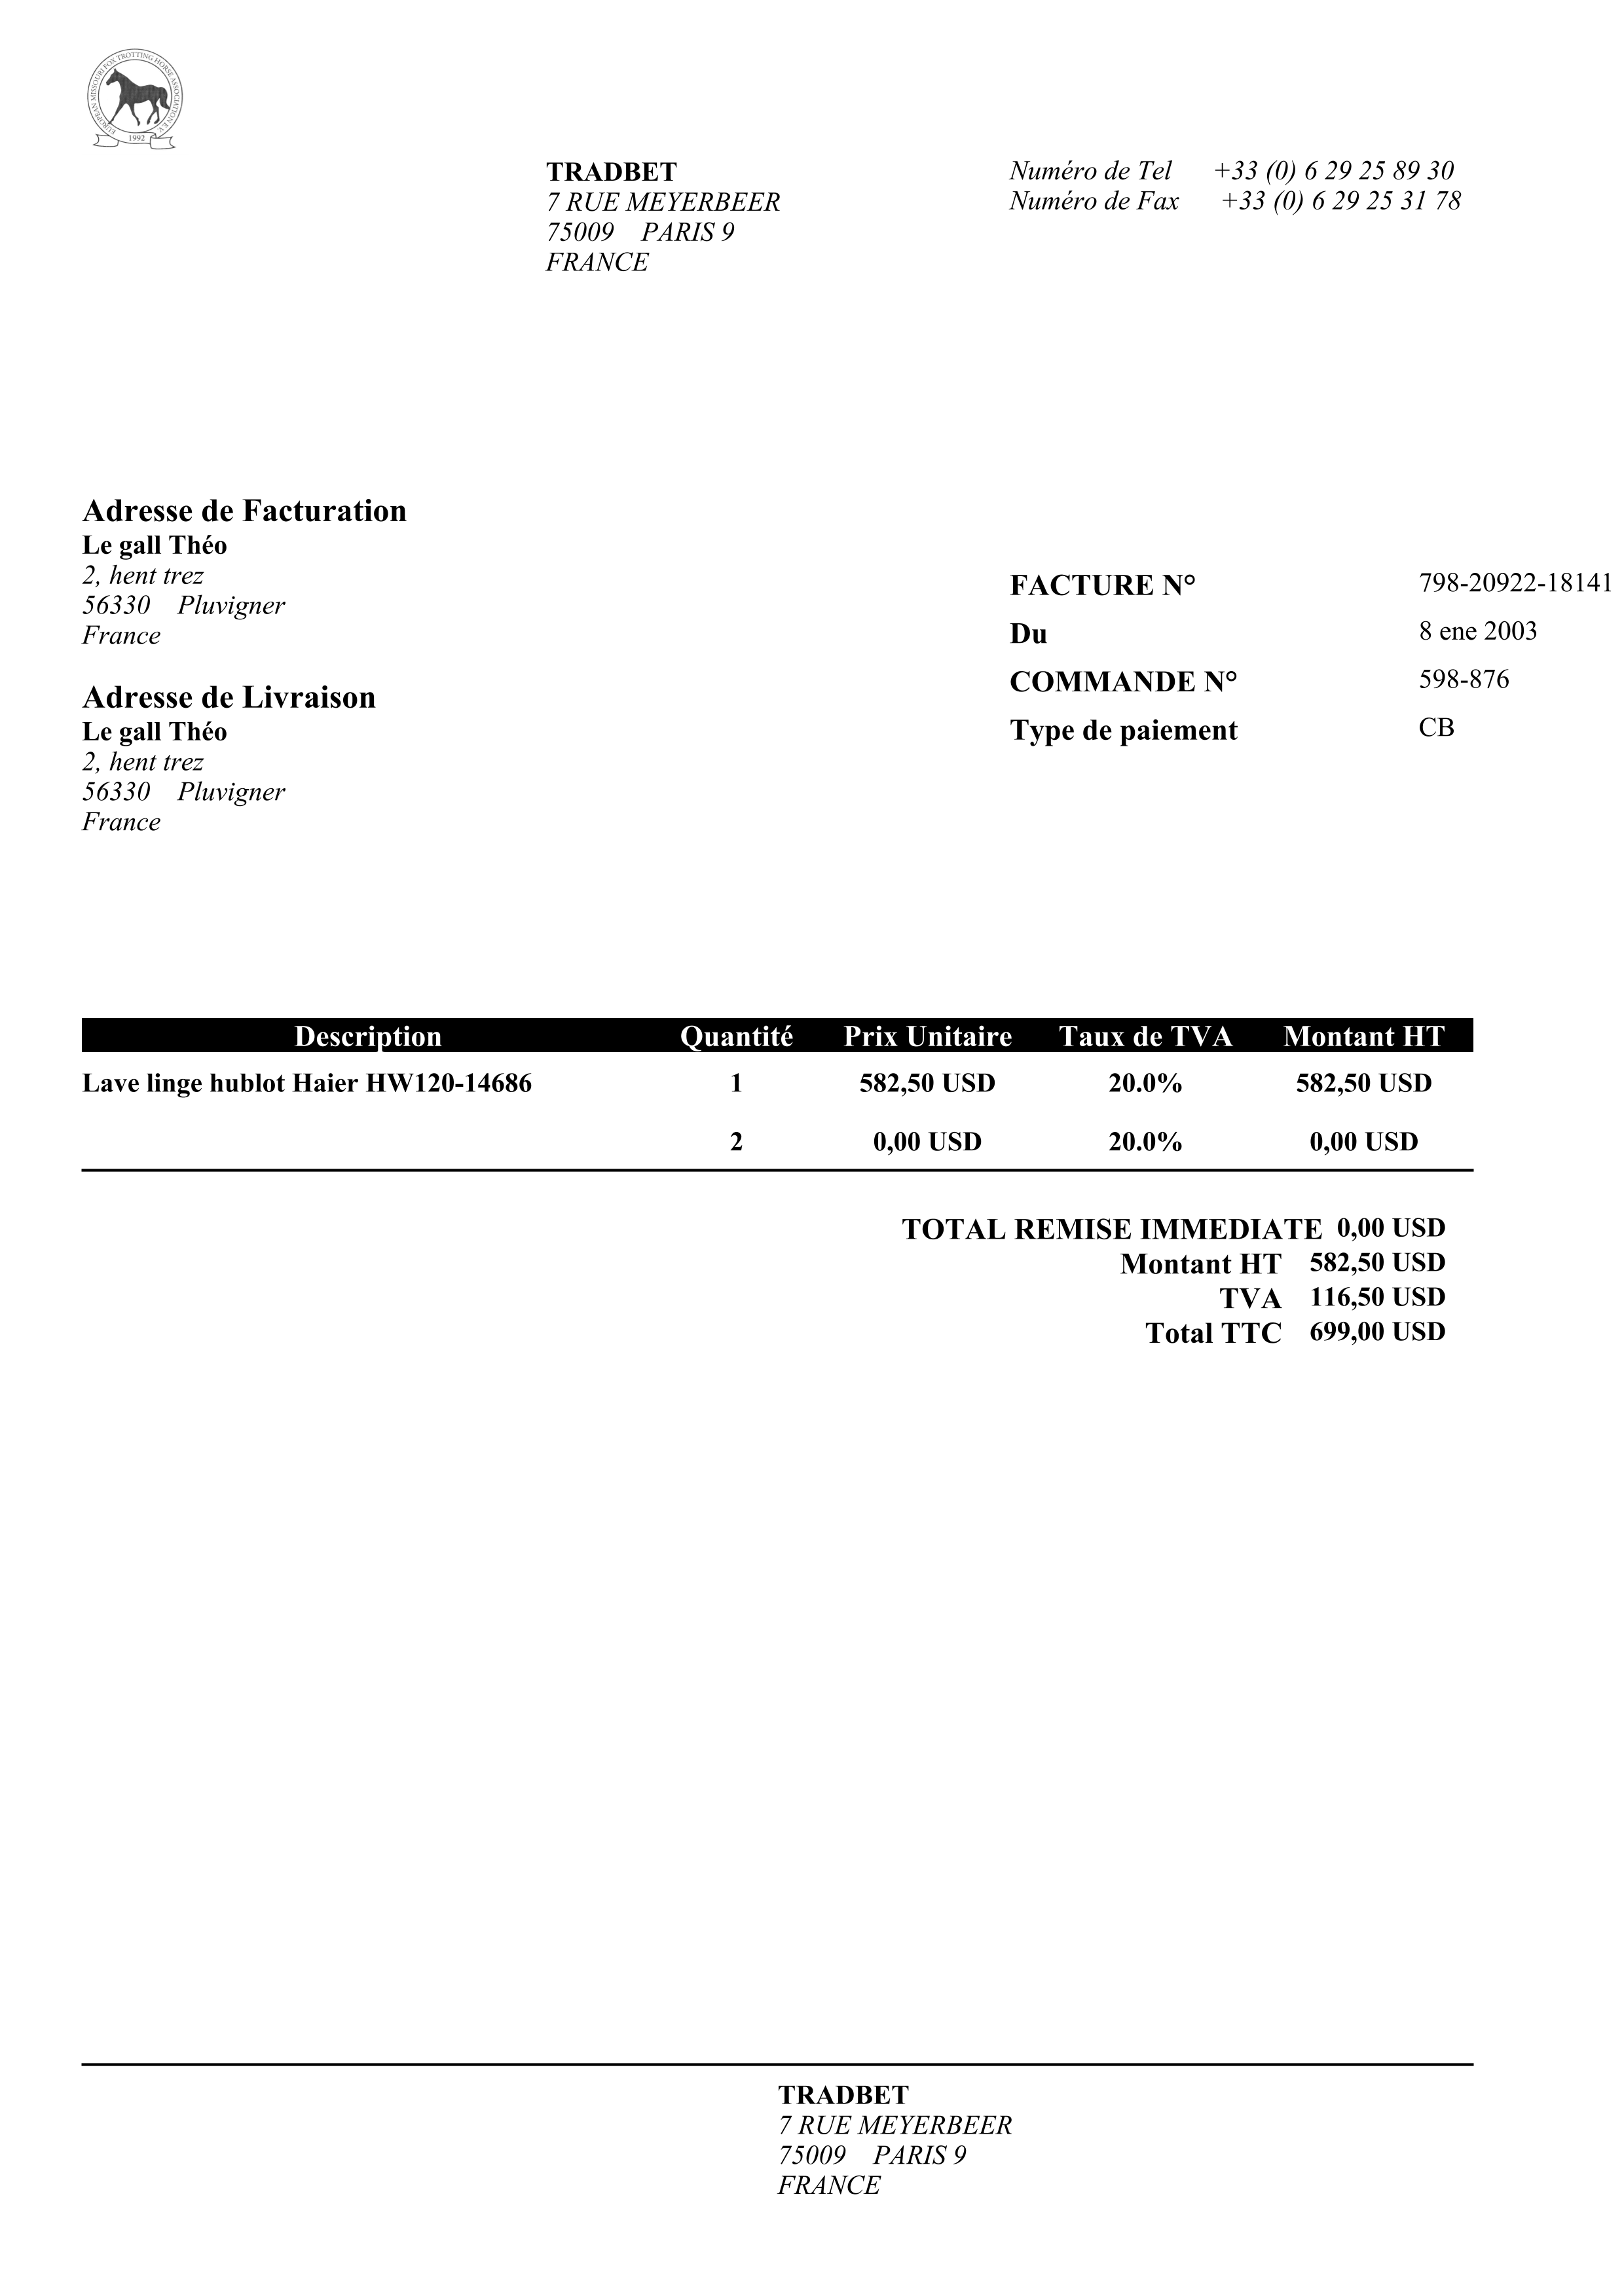 EUROPEAN MISSOURI FOX TROTTING HORSE ASSOCIATION E.V.
1992
TRADBET
7 RUE MEYERBEER
75009 PARIS 9
FRANCE
Numéro de Tel +33 (0) 6 29 25 89 30
Numéro de Fax +33 (0) 6 29 25 31 78
Adresse de Facturation
Le gall Théo
2, hent trez
56330 Pluvigner
France
Adresse de Livraison
Le gall Théo
2, hent trez
56330 Pluvigner
France
FACTURE N° 798-20922-18141
Du 8 ene 2003
COMMANDE N° 598-876
Type de paiement CB
Description Quantité Prix Unitaire Taux de TVA Montant HT
Lave linge hublot Haier HW120-14686 1 582,50 USD 20.0% 582,50 USD
2 0,00 USD 20.0% 0,00 USD
TOTAL REMISE IMMEDIATE 0,00 USD
Montant HT 582,50 USD
TVA 116,50 USD
Total TTC 699,00 USD
TRADBET
7 RUE MEYERBEER
75009 PARIS 9
FRANCE